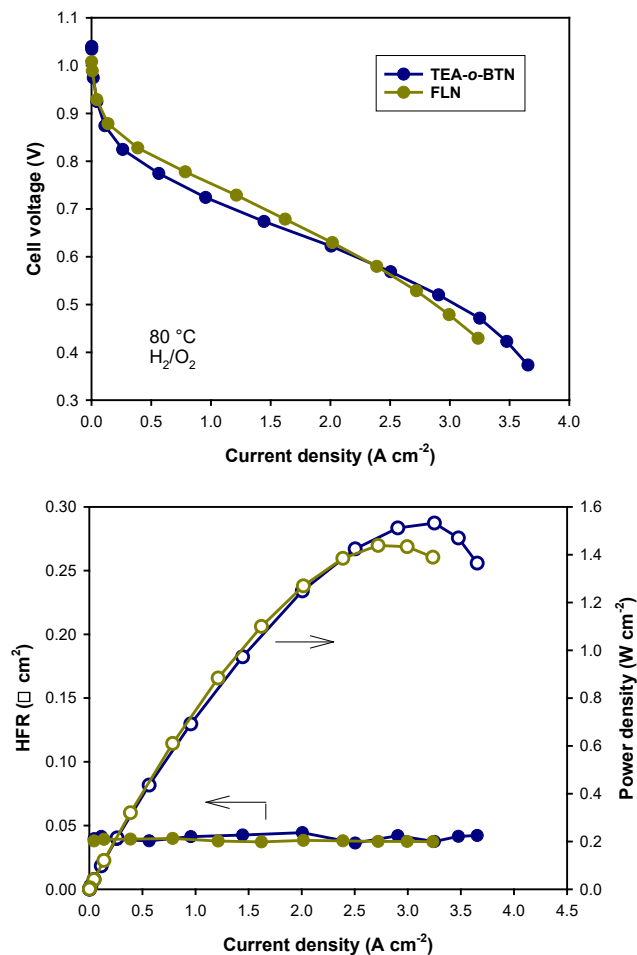 1.1
1.0
0.9
0.8
0.7
0.6
0.5
0.4
0.3
Cell voltage (V)
TEA-o-BTN
FLN
80 °C
H₂/O₂
0.0 0.5 1.0 1.5 2.0 2.5 3.0 3.5 4.0
Current density (A cm⁻²)
0.30
0.25
0.20
0.15
0.10
0.05
0.00
HFR (□ cm²)
1.6
1.4
1.2
1.0
0.8
0.6
0.4
0.2
0.0
Power density (W cm⁻²)
0.0 0.5 1.0 1.5 2.0 2.5 3.0 3.5 4.0 4.5
Current density (A cm⁻²)